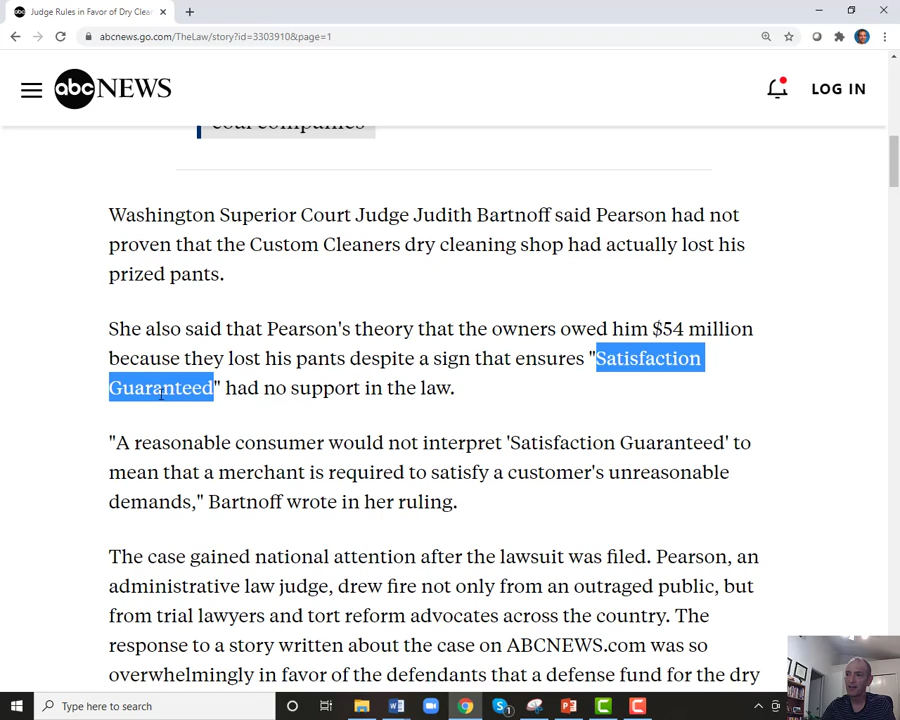 Judge Rules in Favor of Dry Clea
abcnews.go.com/TheLaw/story?id=3303910&page=1
abc NEWS
LOG IN
coal companies
Washington Superior Court Judge Judith Bartnoff said Pearson had not
proven that the Custom Cleaners dry cleaning shop had actually lost his
prized pants.
She also said that Pearson's theory that the owners owed him $54 million
because they lost his pants despite a sign that ensures "Satisfaction
Guaranteed" had no support in the law.
"A reasonable consumer would not interpret 'Satisfaction Guaranteed' to
mean that a merchant is required to satisfy a customer's unreasonable
demands," Bartnoff wrote in her ruling.
The case gained national attention after the lawsuit was filed. Pearson, an
administrative law judge, drew fire not only from an outraged public, but
from trial lawyers and tort reform advocates across the country. The
response to a story written about the case on ABCNEWS.com was so
overwhelmingly in favor of the defendants that a defense fund for the dry
Type here to search